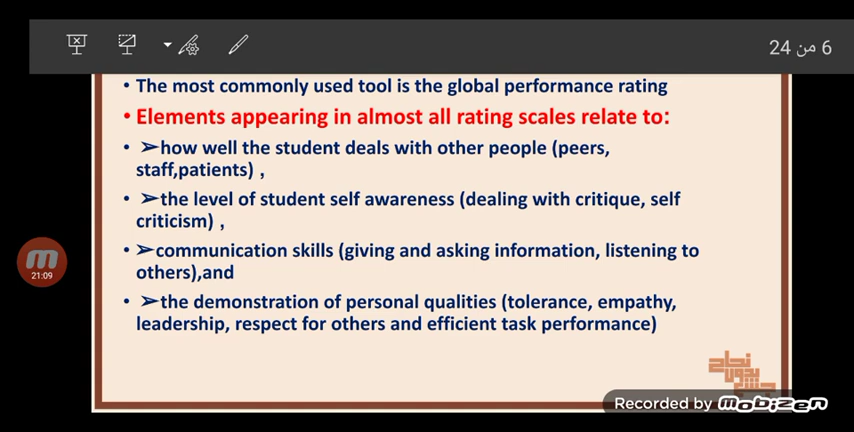 6 من 24
• The most commonly used tool is the global performance rating
• Elements appearing in almost all rating scales relate to:
• ➢how well the student deals with other people (peers,
staff,patients) ,
• ➢the level of student self awareness (dealing with critique, self
criticism) ,
• ➢communication skills (giving and asking information, listening to
others),and
• ➢the demonstration of personal qualities (tolerance, empathy,
leadership, respect for others and efficient task performance)
m
21:09
نجاح
بدون
Recorded by mobizen